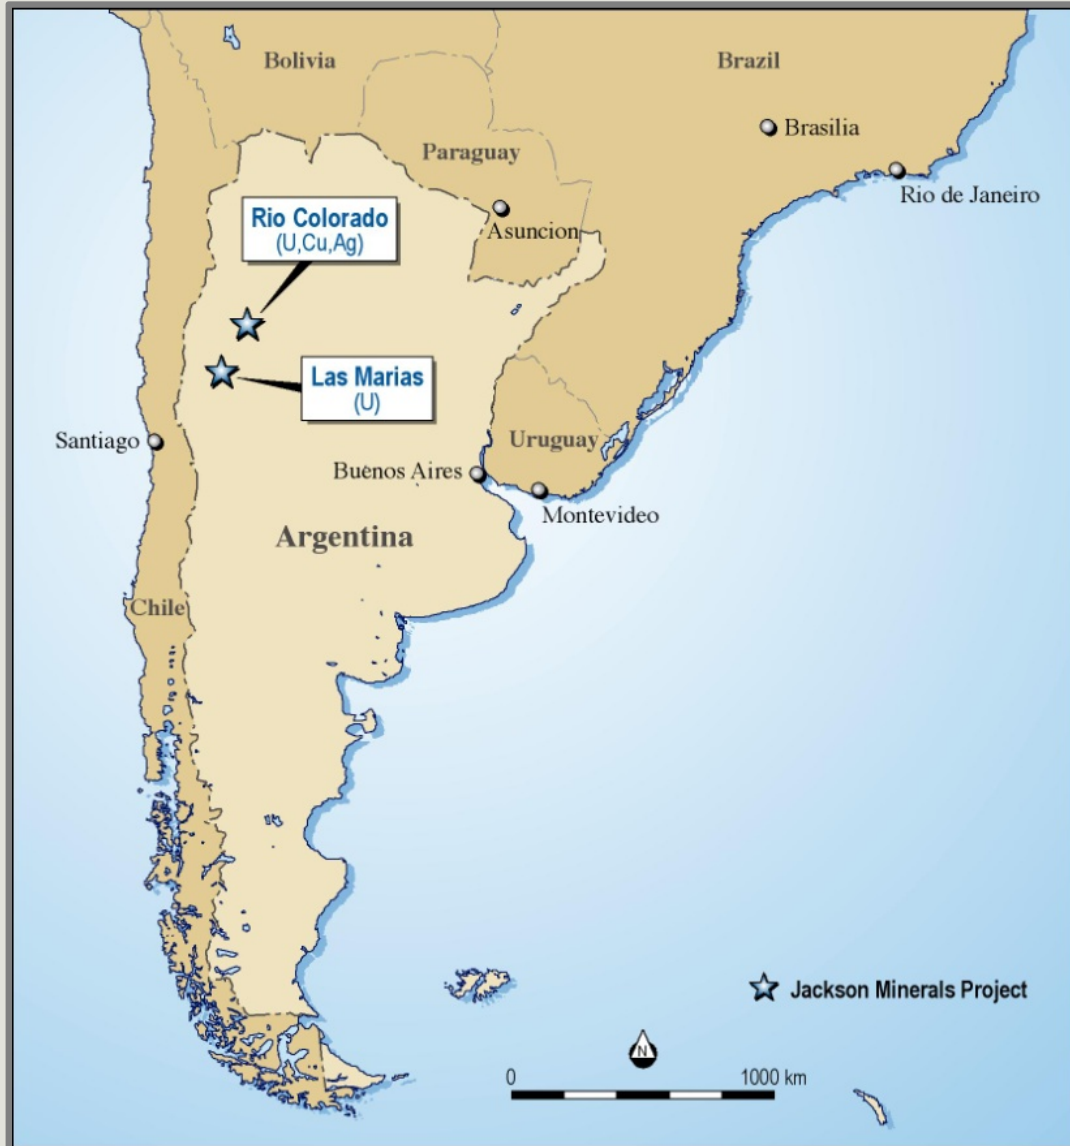 Bolivia
Brazil
Brasilia
Paraguay
Rio de Janeiro
Rio Colorado
(U,Cu,Ag)
Asuncion
Las Marias
(U)
Santiago
Uruguay
Buenos Aires
Montevideo
Argentina
Chile
Jackson Minerals Project
N
0 1000 km